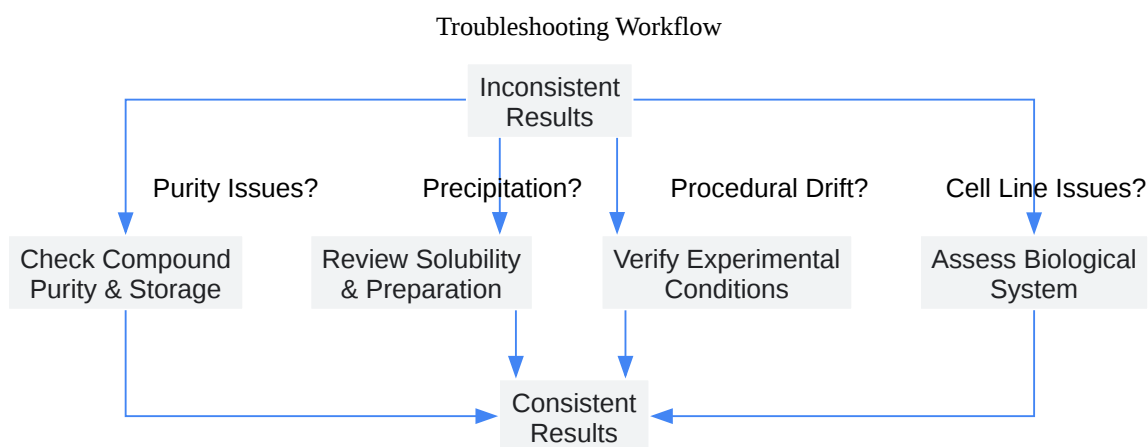 Troubleshooting Workflow
Inconsistent
Results
Purity Issues?
Precipitation?
Procedural Drift?
Cell Line Issues?
Check Compound
Purity & Storage
Review Solubility
& Preparation
Verify Experimental
Conditions
Assess Biological
System
Consistent
Results